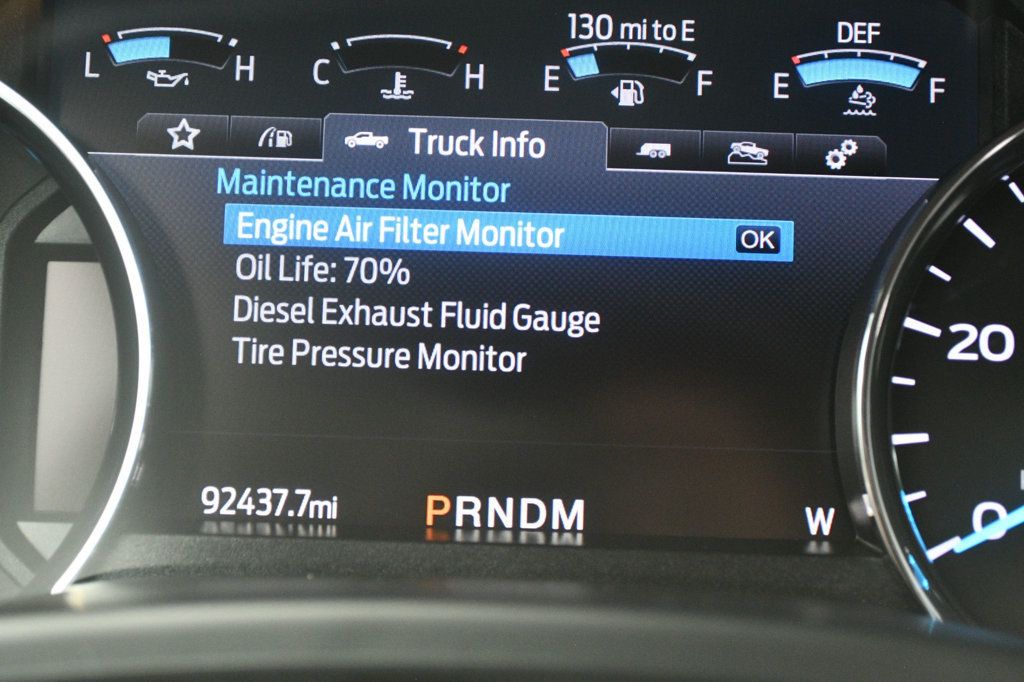 130 mi to E
DEF
L H
C H
E F
E F
Truck Info
Maintenance Monitor
Engine Air Filter Monitor OK
Oil Life: 70%
Diesel Exhaust Fluid Gauge
Tire Pressure Monitor
92437.7mi PRNDM W
20
0